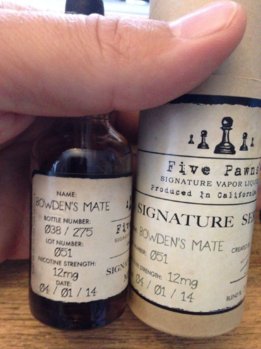 NAME:
BOWDEN'S MATE
BOTTLE NUMBER:
038 / 275
LOT NUMBER:
051
NICOTINE STRENGTH:
12mg
DATE:
04 / 01 / 14
Five Pawns
SIGNATURE VAPOR LIQUID
Produced In California
SIGNATURE SE
BOWDEN'S MATE
051
STRENGTH: 12mg
04 / 01 / 14